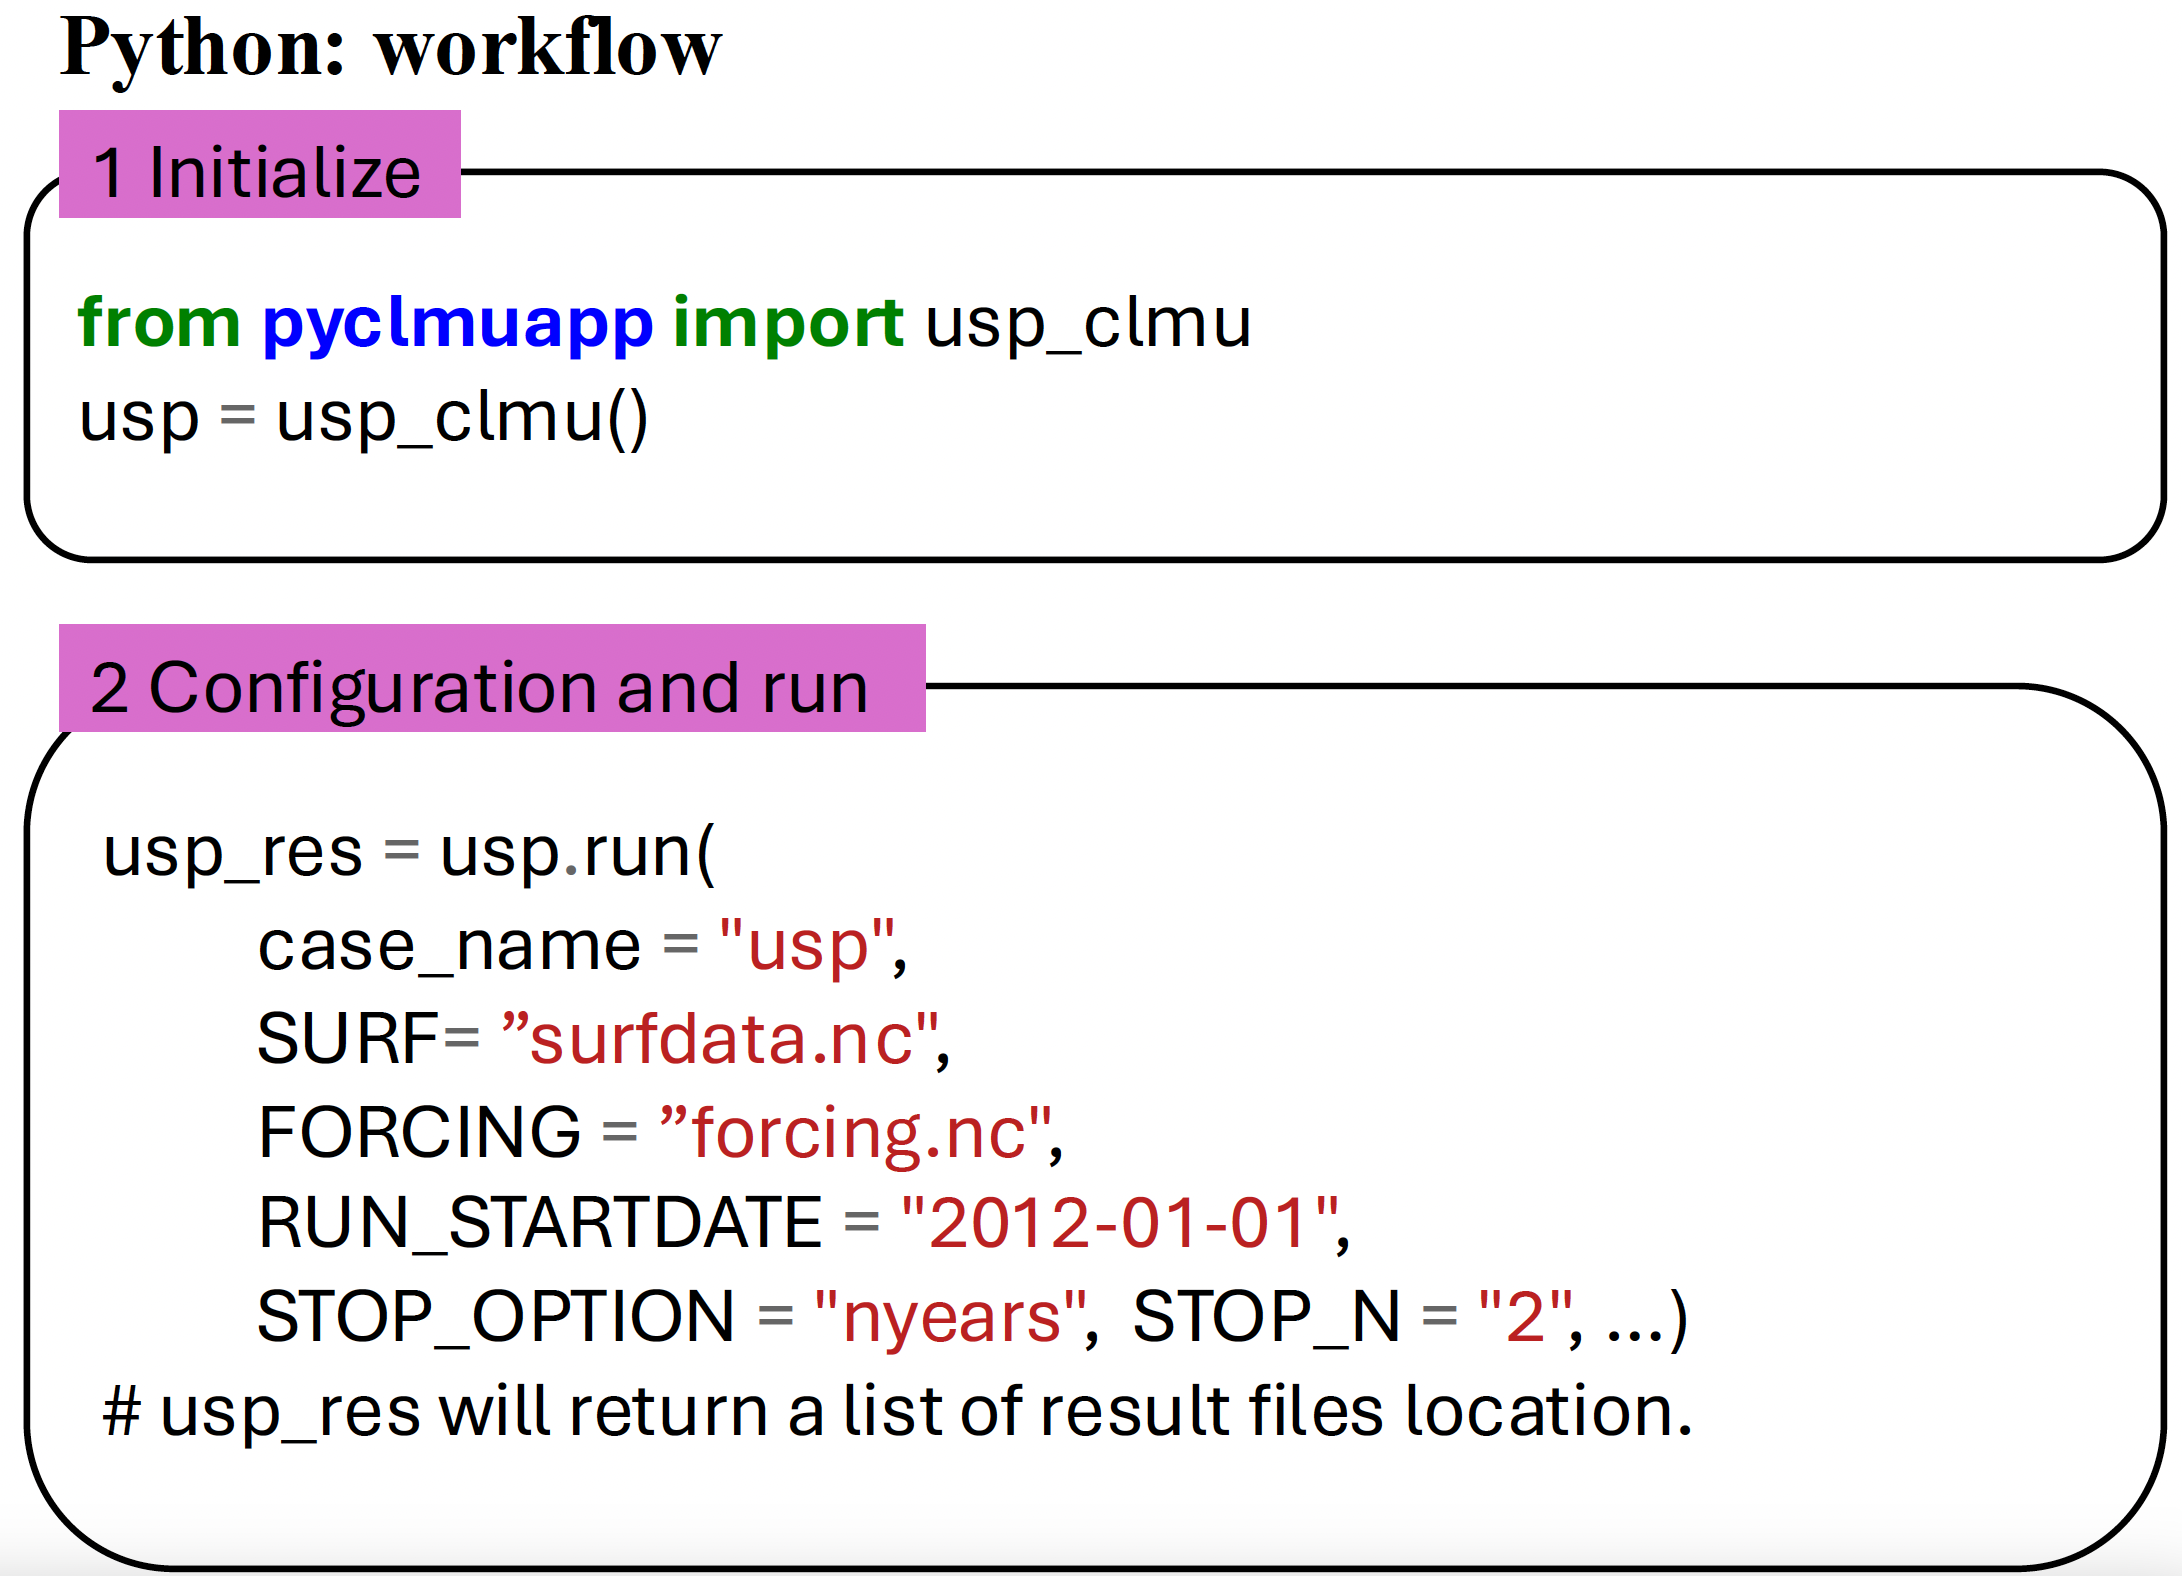 Python: workflow
1 Initialize
from pyclmuapp import usp_clmu
usp = usp_clmu()
2 Configuration and run
usp_res = usp.run(
case_name = "usp",
SURF= ”surfdata.nc",
FORCING = ”forcing.nc",
RUN_STARTDATE = "2012-01-01",
STOP_OPTION = "nyears", STOP_N = "2", ...)
# usp_res will return a list of result files location.